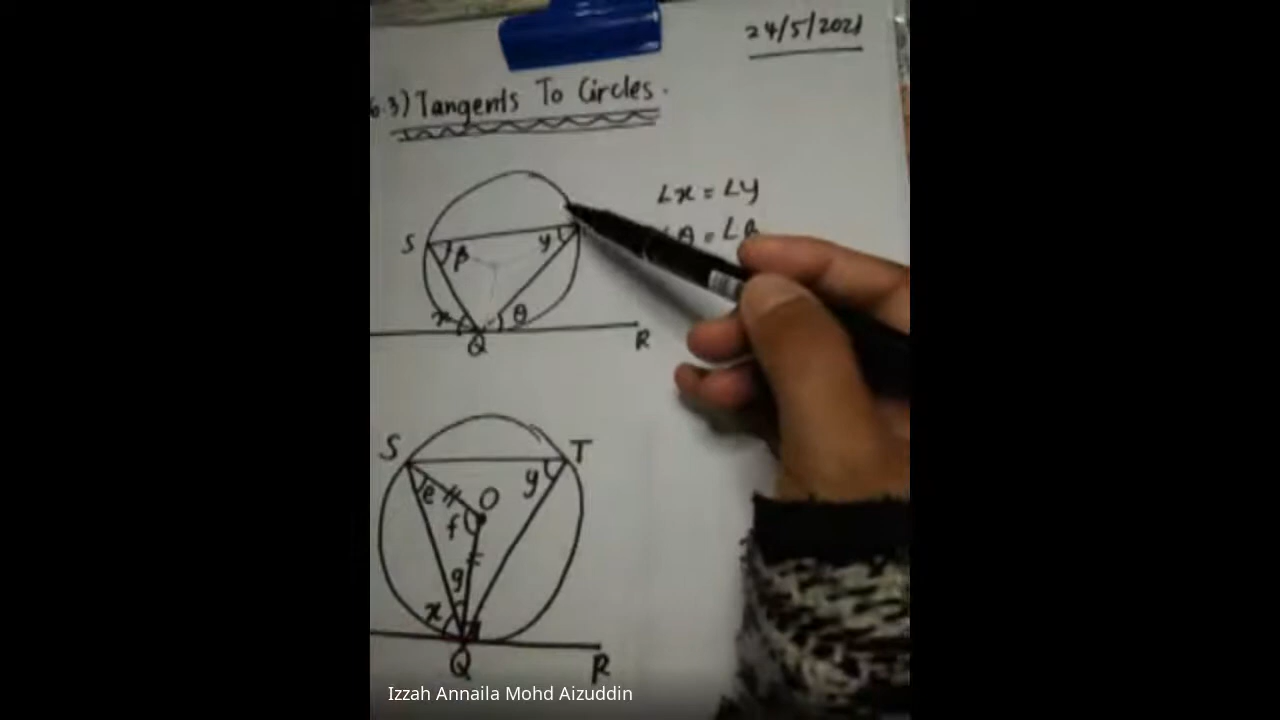 24/5/2021
6.3) Tangents To Circles.
∠x = ∠y
∠θ = ∠β
S
β
y
x
θ
Q
R
S
T
e
O
y
f
g
x
Q
R
Izzah Annaila Mohd Aizuddin